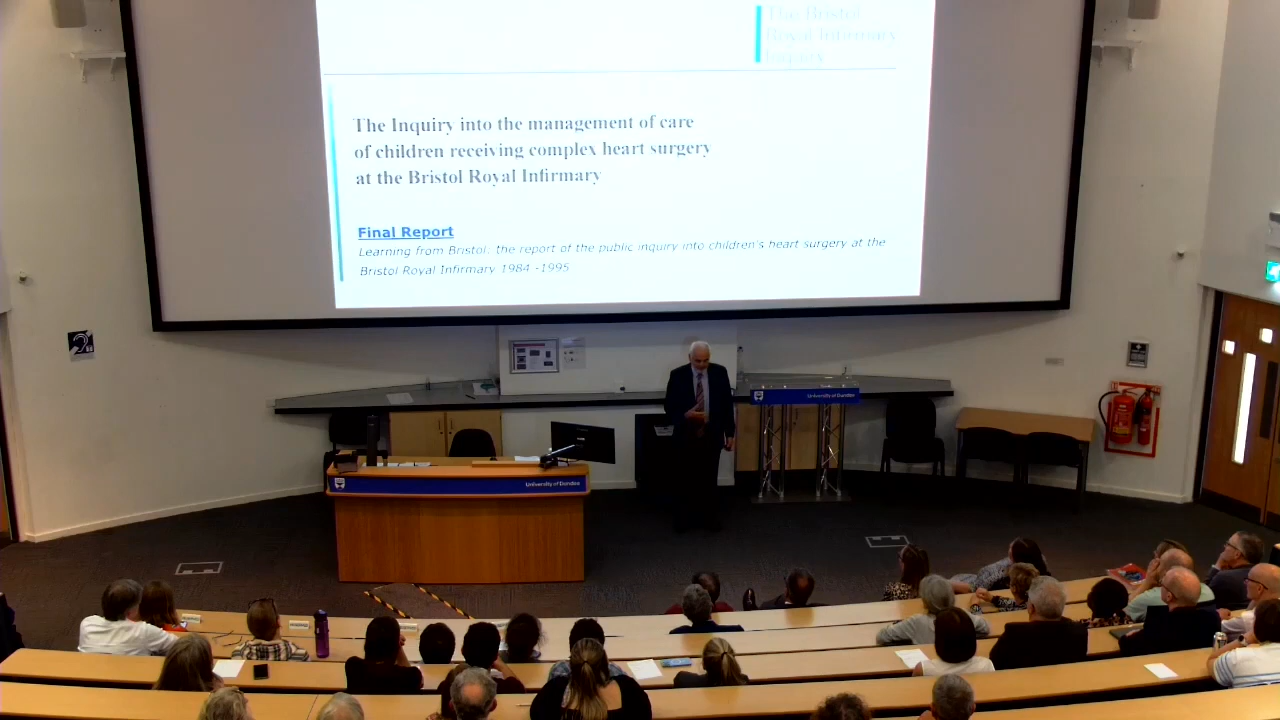 The Bristol
Royal Infirmary
Inquiry
The Inquiry into the management of care
of children receiving complex heart surgery
at the Bristol Royal Infirmary
Final Report
Learning from Bristol: the report of the public inquiry into children's heart surgery at the
Bristol Royal Infirmary 1984 -1995
University of Dundee
University of Dundee